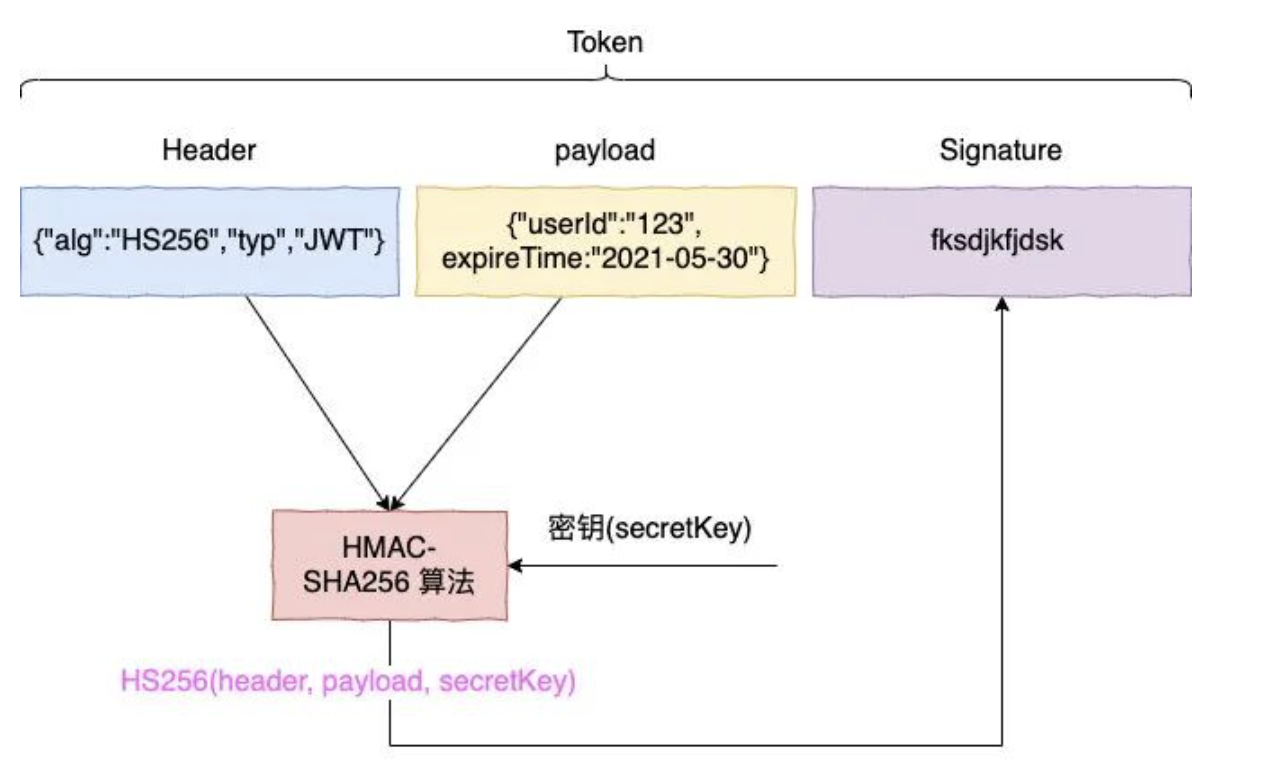 Token
Header
payload
Signature
{"alg":"HS256","typ","JWT"}
{"userId":"123",
expireTime:"2021-05-30"}
fksdjkfjdsk
密钥(secretKey)
HMAC-
SHA256 算法
HS256(header, payload, secretKey)